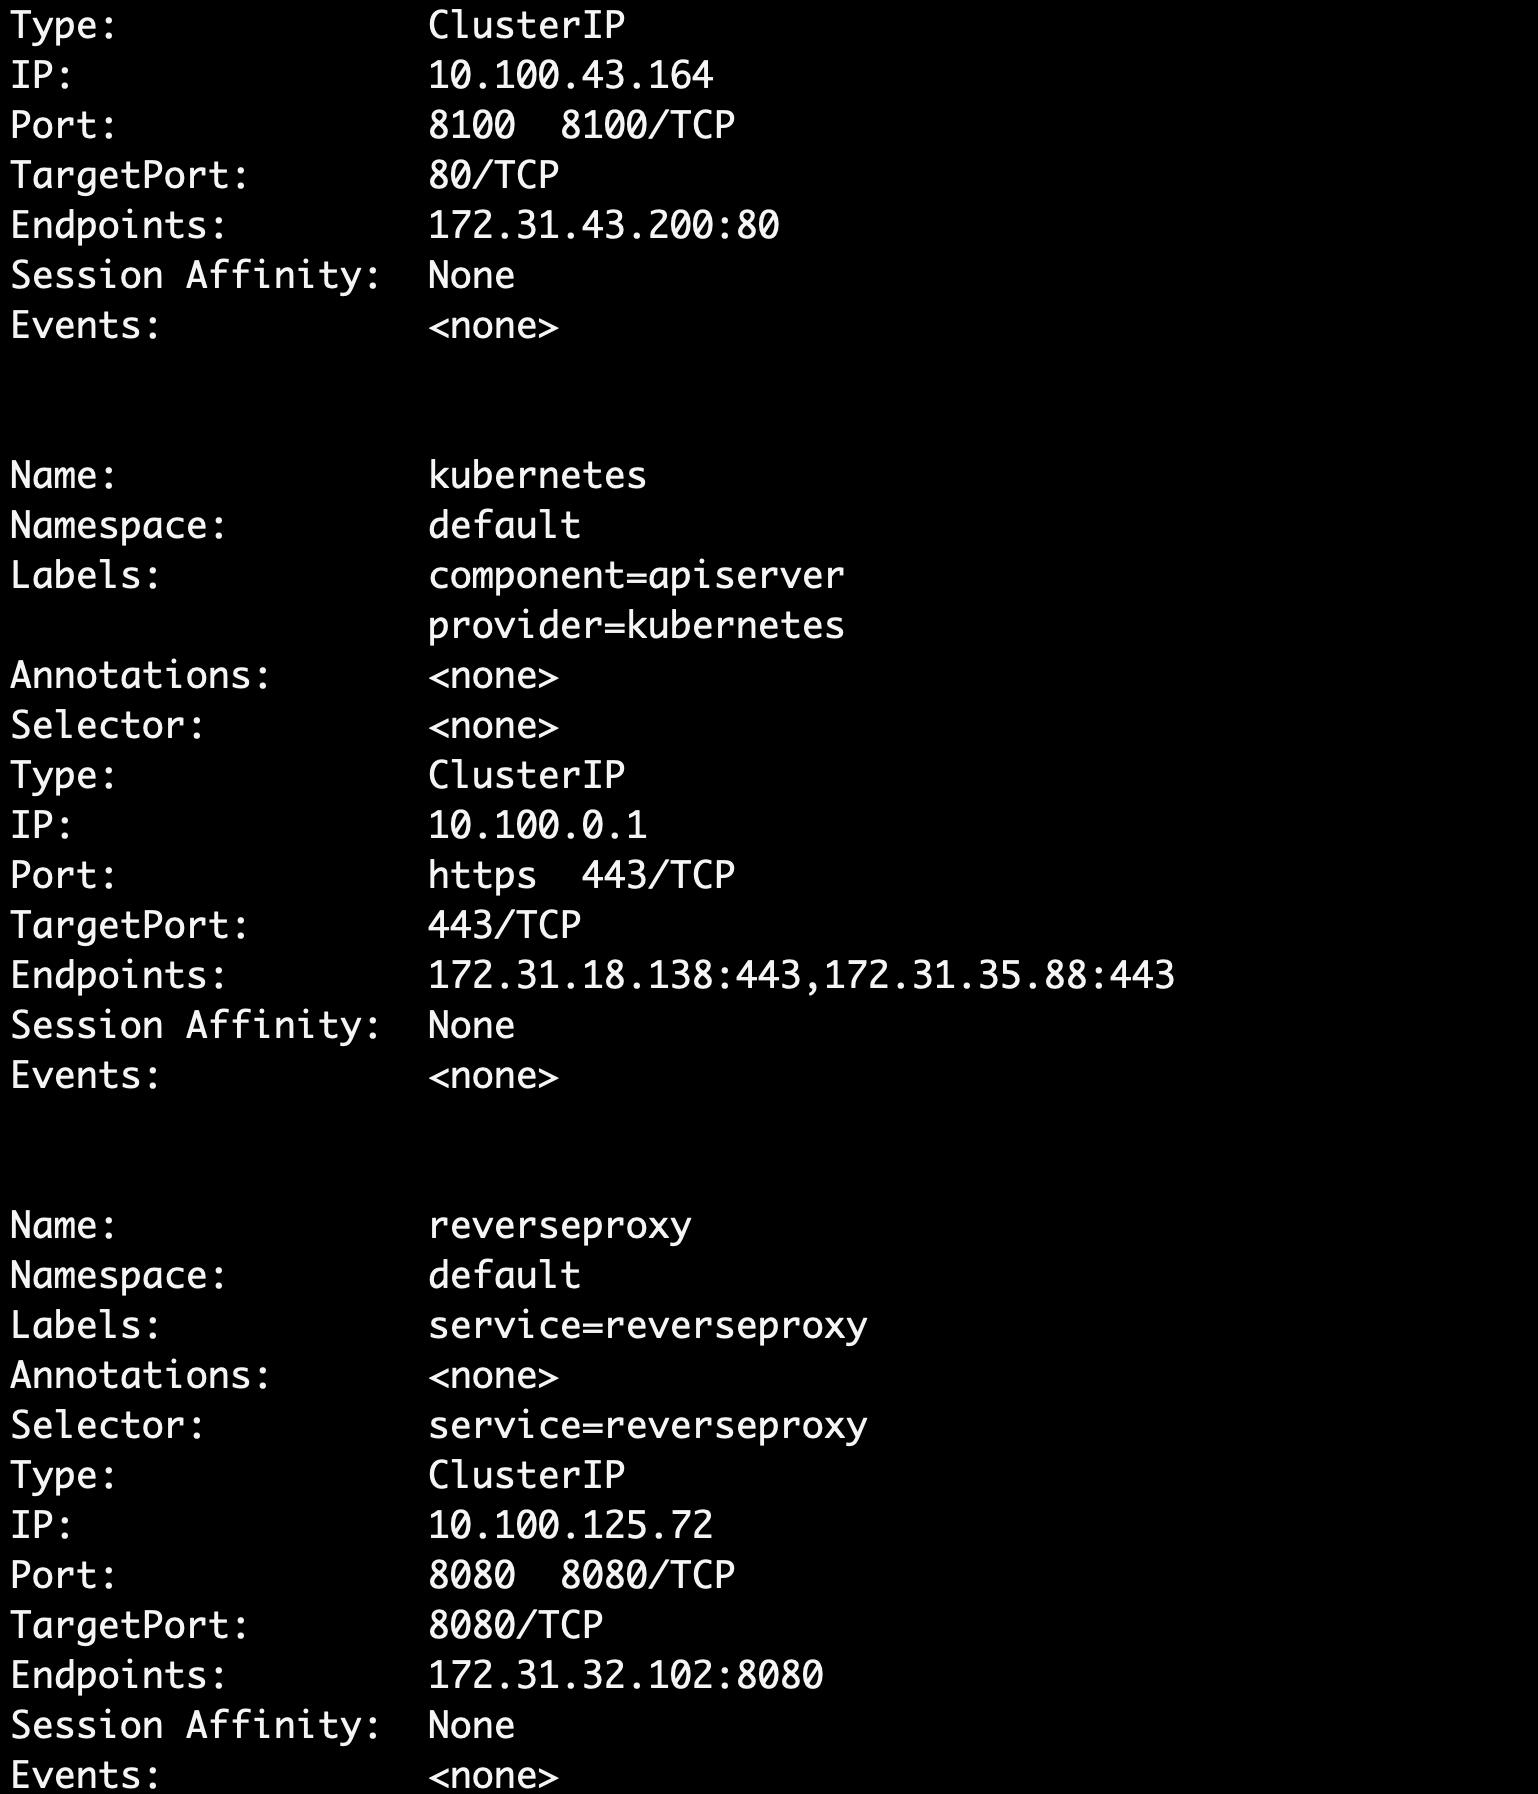 Type:              ClusterIP
IP:                10.100.43.164
Port:              8100  8100/TCP
TargetPort:        80/TCP
Endpoints:         172.31.43.200:80
Session Affinity:  None
Events:            <none>
Name:              kubernetes
Namespace:         default
Labels:            component=apiserver
                   provider=kubernetes
Annotations:       <none>
Selector:          <none>
Type:              ClusterIP
IP:                10.100.0.1
Port:              https  443/TCP
TargetPort:        443/TCP
Endpoints:         172.31.18.138:443,172.31.35.88:443
Session Affinity:  None
Events:            <none>
Name:              reverseproxy
Namespace:         default
Labels:            service=reverseproxy
Annotations:       <none>
Selector:          service=reverseproxy
Type:              ClusterIP
IP:                10.100.125.72
Port:              8080  8080/TCP
TargetPort:        8080/TCP
Endpoints:         172.31.32.102:8080
Session Affinity:  None
Events:            <none>